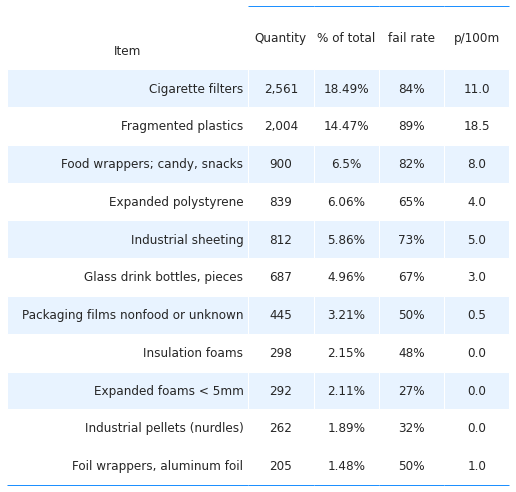 Item Quantity % of total fail rate p/100m
Cigarette filters 2,561 18.49% 84% 11.0
Fragmented plastics 2,004 14.47% 89% 18.5
Food wrappers; candy, snacks 900 6.5% 82% 8.0
Expanded polystyrene 839 6.06% 65% 4.0
Industrial sheeting 812 5.86% 73% 5.0
Glass drink bottles, pieces 687 4.96% 67% 3.0
Packaging films nonfood or unknown 445 3.21% 50% 0.5
Insulation foams 298 2.15% 48% 0.0
Expanded foams < 5mm 292 2.11% 27% 0.0
Industrial pellets (nurdles) 262 1.89% 32% 0.0
Foil wrappers, aluminum foil 205 1.48% 50% 1.0